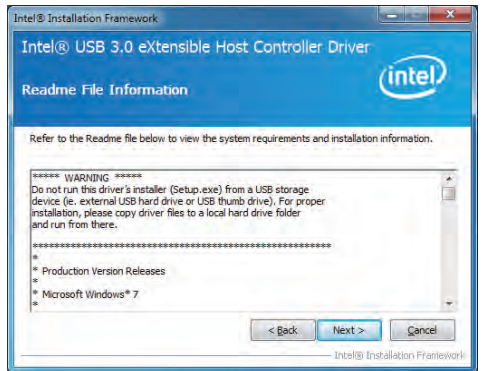 Intel® Installation Framework
Intel® USB 3.0 eXtensible Host Controller Driver
intel
Readme File Information
Refer to the Readme file below to view the system requirements and installation information.
***** WARNING *****
Do not run this driver's installer (Setup.exe) from a USB storage
device (ie. external USB hard drive or USB thumb drive). For proper
installation, please copy driver files to a local hard drive folder
and run from there.
************************************************************
*
* Production Version Releases
*
* Microsoft Windows* 7
*
< Back Next > Cancel
Intel® Installation Framework